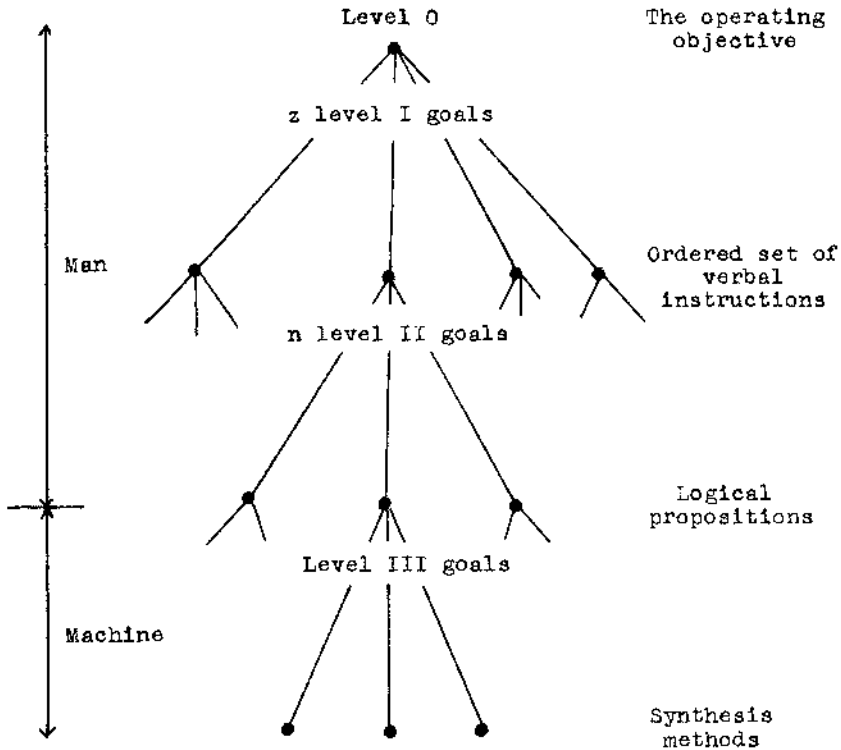 Level 0
The operating
objective
z level I goals
Man
Ordered set of
verbal
instructions
n level II goals
Logical
propositions
Level III goals
Machine
Synthesis
methods